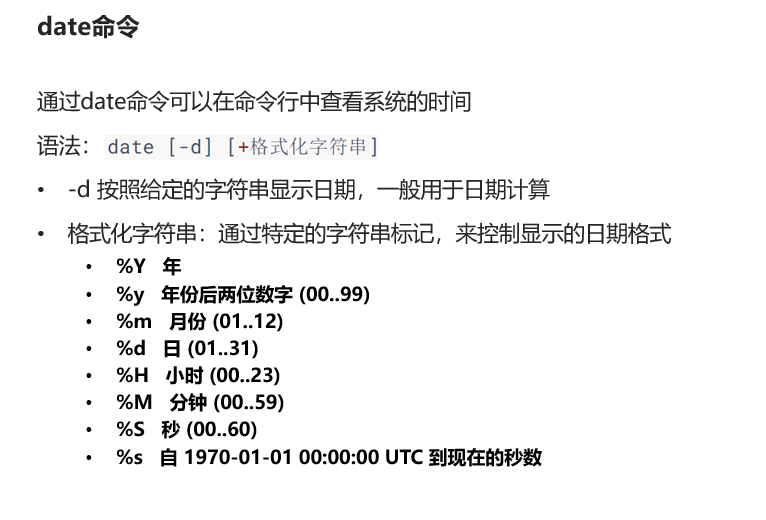 date命令
通过date命令可以在命令行中查看系统的时间
语法：date [-d] [+格式化字符串]
• -d 按照给定的字符串显示日期，一般用于日期计算
• 格式化字符串：通过特定的字符串标记，来控制显示的日期格式
• %Y 年
• %y 年份后两位数字 (00..99)
• %m 月份 (01..12)
• %d 日 (01..31)
• %H 小时 (00..23)
• %M 分钟 (00..59)
• %S 秒 (00..60)
• %s 自 1970-01-01 00:00:00 UTC 到现在的秒数